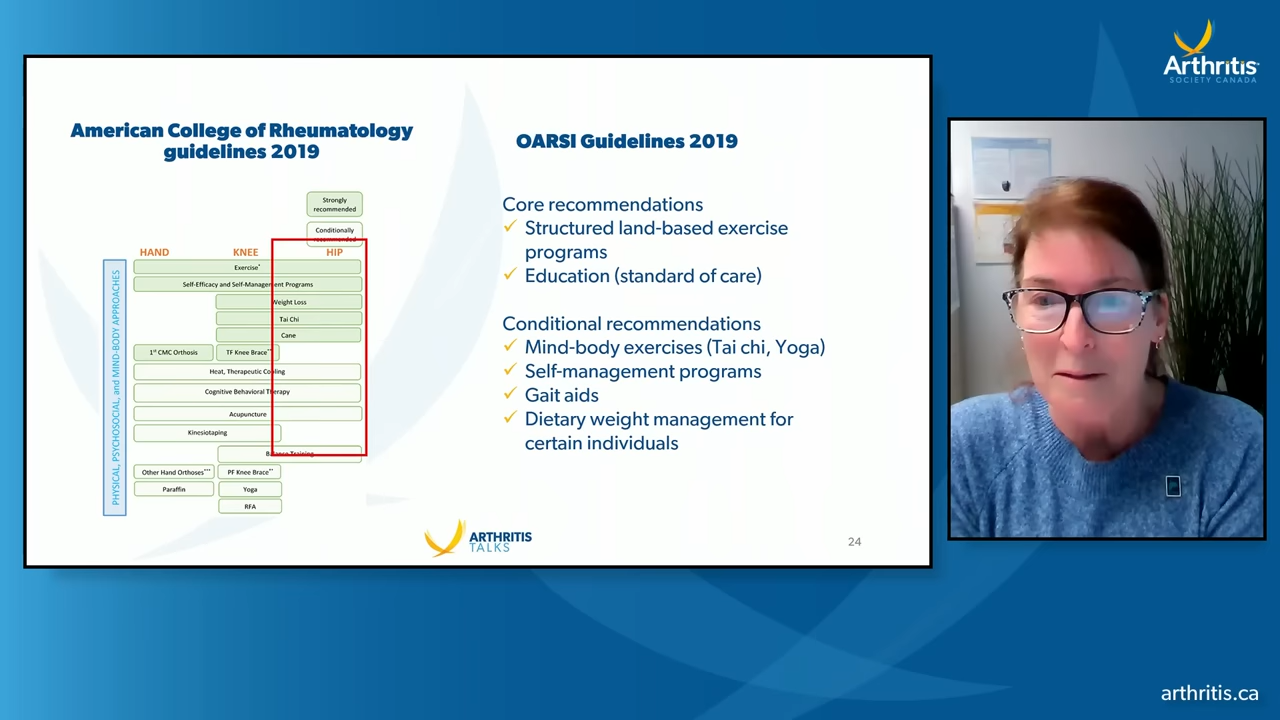 Arthritis
SOCIETY CANADA
American College of Rheumatology
guidelines 2019
Strongly
recommended
Conditionally
recommended
HAND
KNEE
HIP
PHYSICAL, PSYCHOSOCIAL, and MIND-BODY APPROACHES
Exercise*
Self-Efficacy and Self-Management Programs
Weight Loss
Tai Chi
Cane
1st CMC Orthosis
TF Knee Brace**
Heat, Therapeutic Cooling
Cognitive Behavioral Therapy
Acupuncture
Kinesiotaping
Balance Training
Other Hand Orthoses***
PF Knee Brace**
Paraffin
Yoga
RFA
OARSI Guidelines 2019
Core recommendations
✓ Structured land-based exercise
programs
✓ Education (standard of care)
Conditional recommendations
✓ Mind-body exercises (Tai chi, Yoga)
✓ Self-management programs
✓ Gait aids
✓ Dietary weight management for
certain individuals
ARTHRITIS
TALKS
24
arthritis.ca